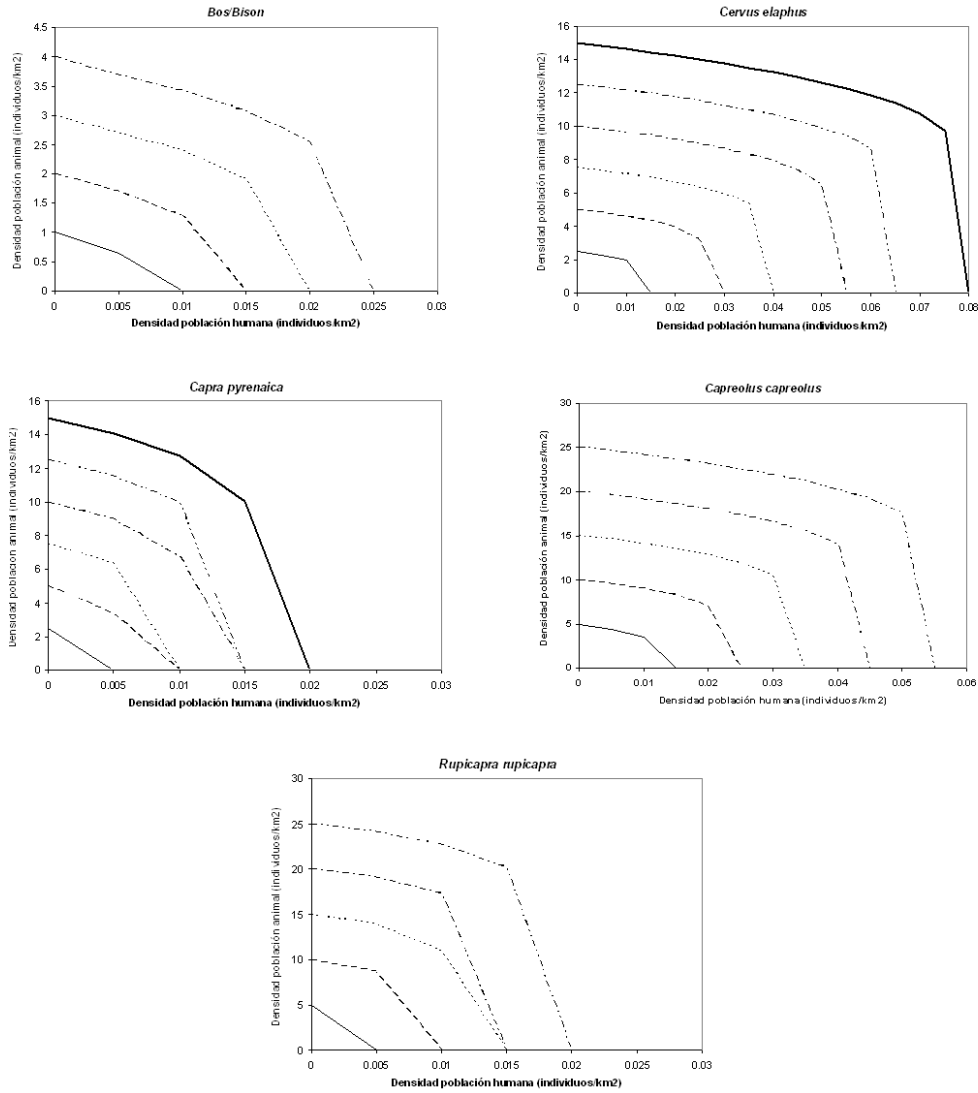 Bos/Bison
Densidad población animal (individuos/km2)
4.5
4
3.5
3
2.5
2
1.5
1
0.5
0
0 0.005 0.01 0.015 0.02 0.025 0.03
Densidad población humana (individuos/km2)
Cervus elaphus
Densidad población animal (individuos/km2)
16
14
12
10
8
6
4
2
0
0 0.01 0.02 0.03 0.04 0.05 0.06 0.07 0.08
Densidad población humana (individuos/km2)
Capra pyrenaica
Densidad población animal (individuos/km2)
16
14
12
10
8
6
4
2
0
0 0.005 0.01 0.015 0.02 0.025 0.03
Densidad población humana (individuos/km2)
Capreolus capreolus
Densidad población animal (individuos/km2)
30
25
20
15
10
5
0
0 0.01 0.02 0.03 0.04 0.05 0.06
Densidad población humana (individuos/km2)
Rupicapra rupicapra
Densidad población animal (individuos/km2)
30
25
20
15
10
5
0
0 0.005 0.01 0.015 0.02 0.025 0.03
Densidad población humana (individuos/km2)